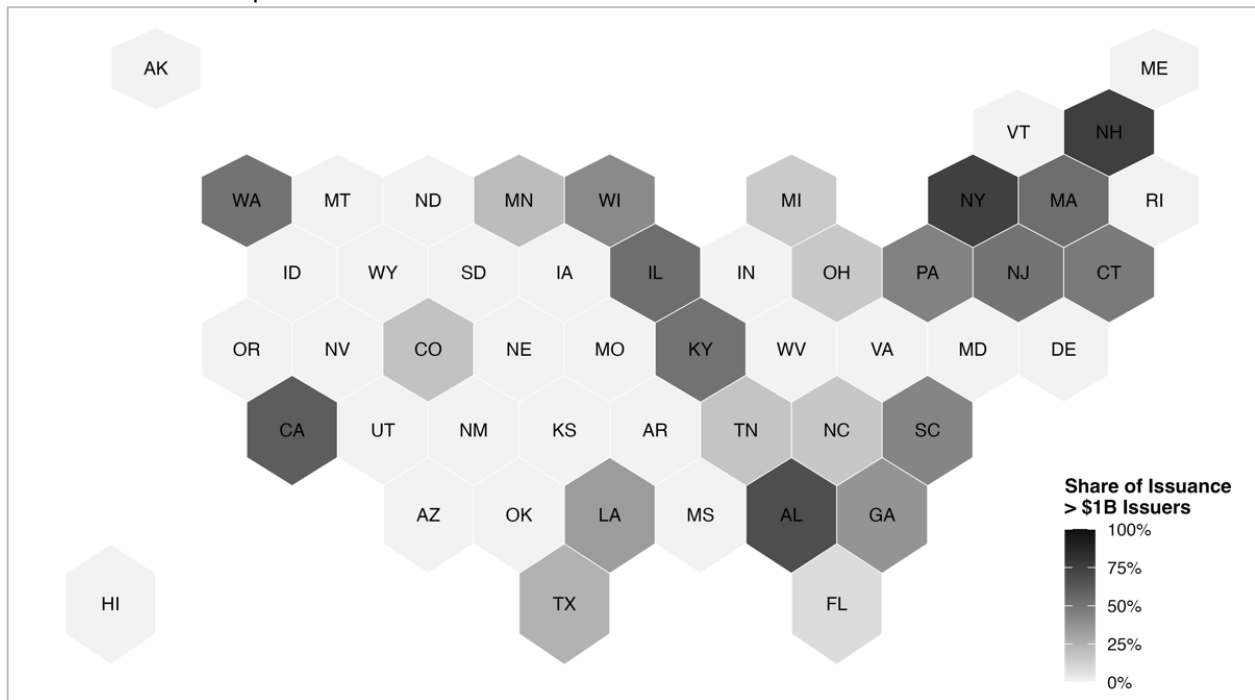 AK
ME
VT
NH
WA
MT
ND
MN
WI
MI
NY
MA
RI
ID
WY
SD
IA
IL
IN
OH
PA
NJ
CT
OR
NV
CO
NE
MO
KY
WV
VA
MD
DE
CA
UT
NM
KS
AR
TN
NC
SC
AZ
OK
LA
MS
AL
GA
HI
TX
FL
Share of Issuance
> $1B Issuers
100%
75%
50%
25%
0%